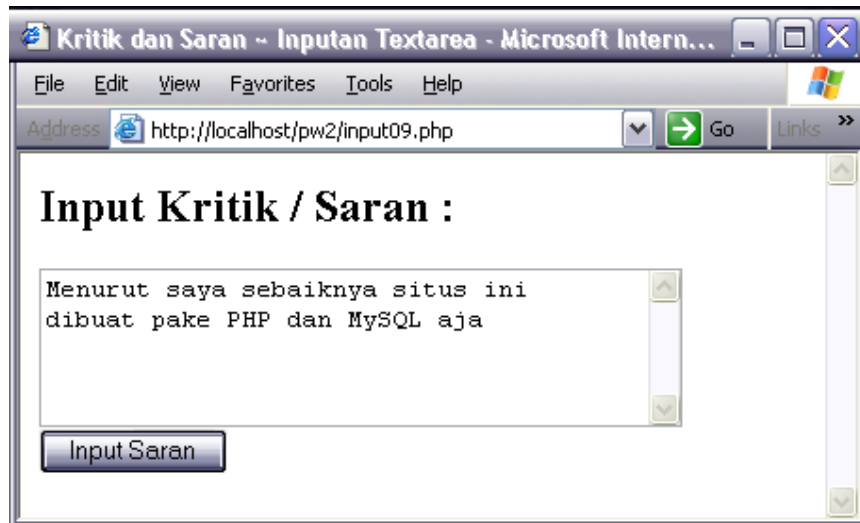 Kritik dan Saran ~ Inputan Textarea - Microsoft Intern...
File Edit View Favorites Tools Help
Address http://localhost/pw2/input09.php Go Links »
Input Kritik / Saran :
Menurut saya sebaiknya situs ini
dibuat pake PHP dan MySQL aja
Input Saran